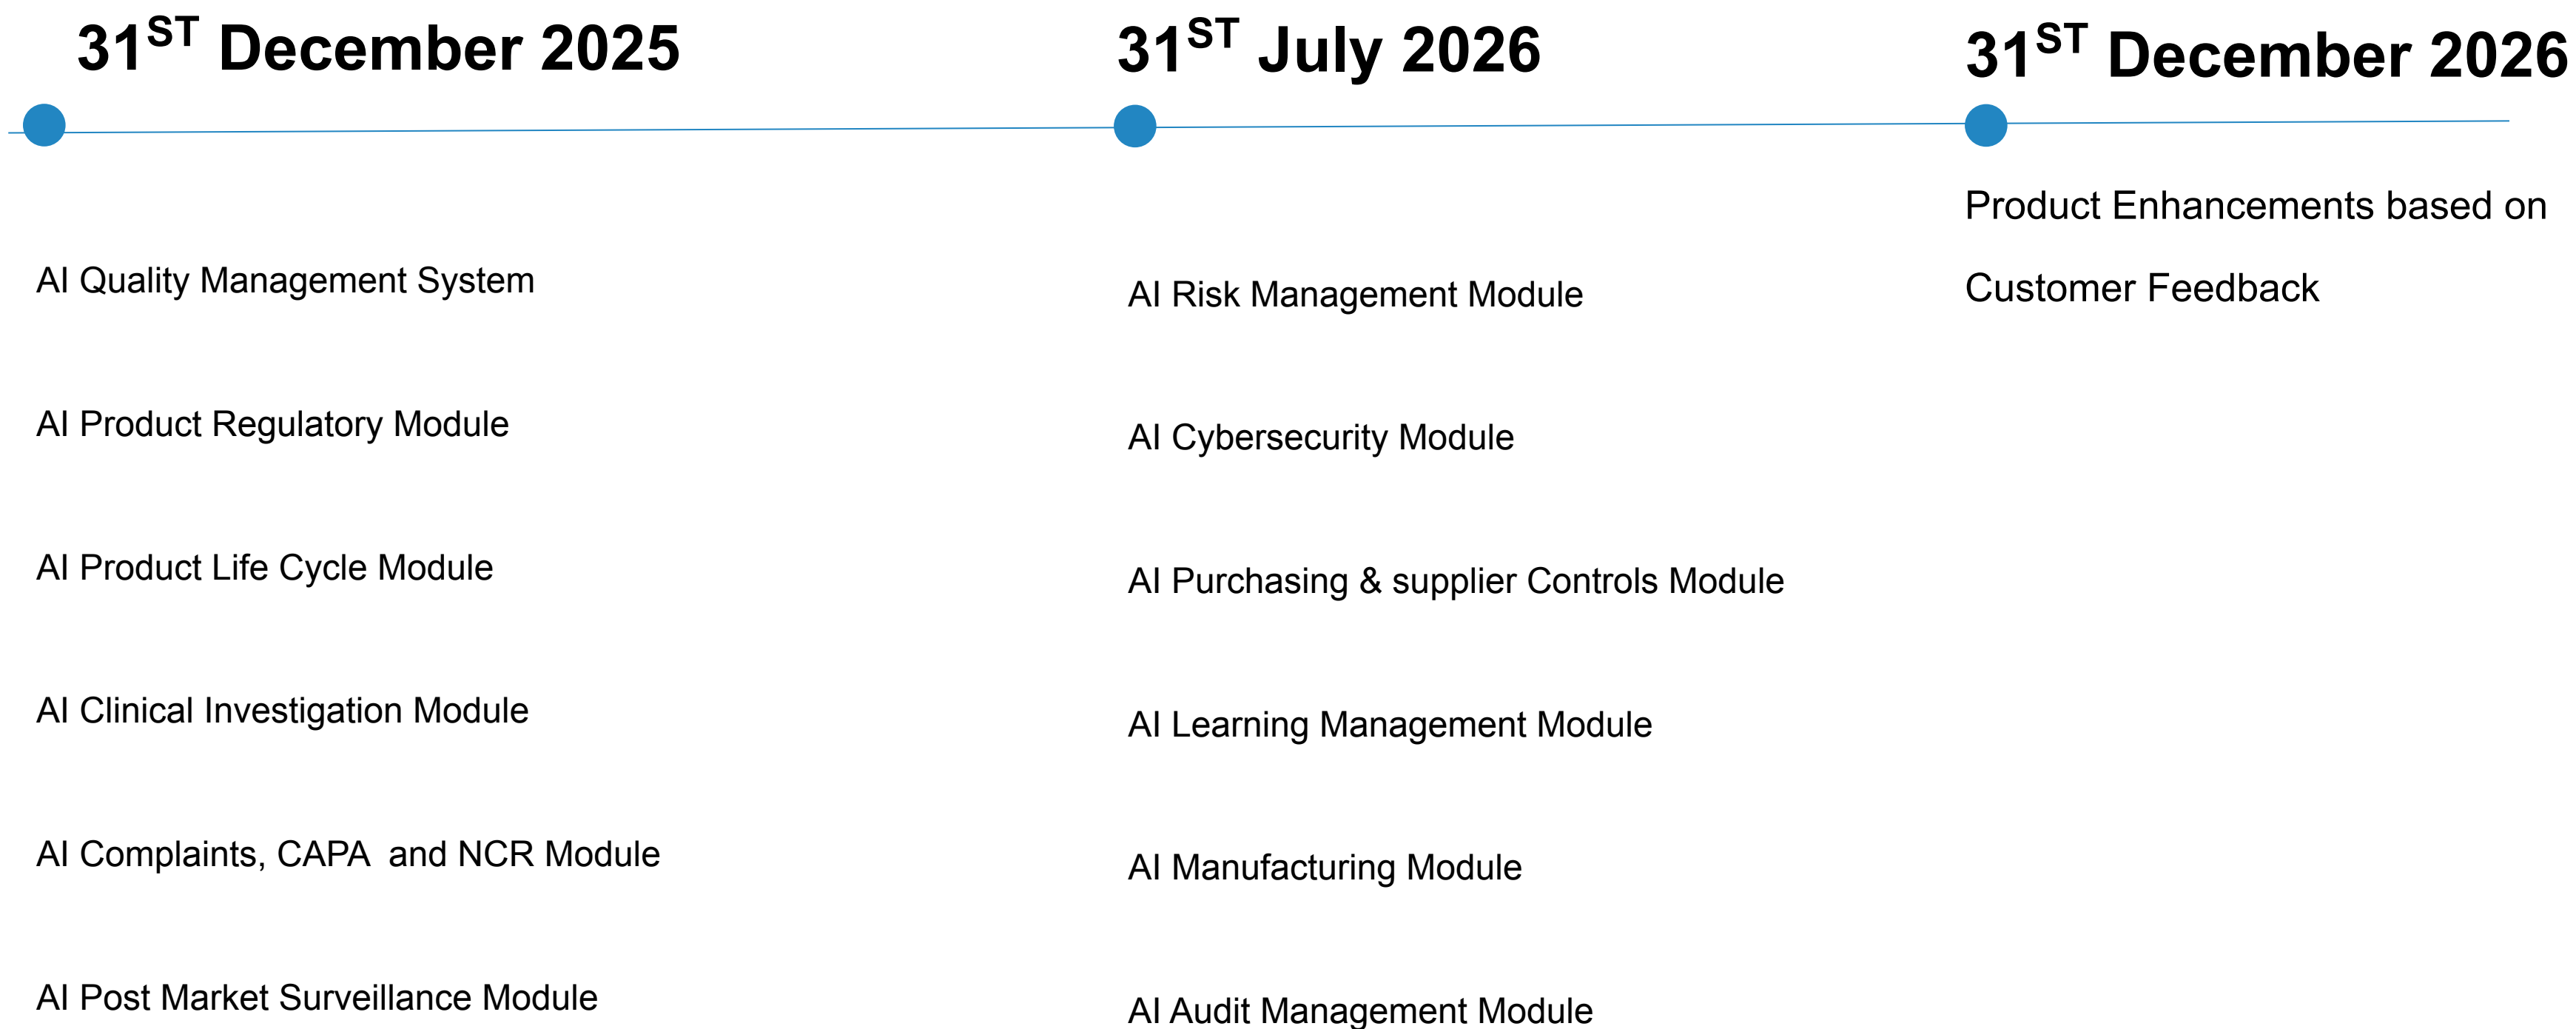 31ST December 2025
31ST July 2026
31ST December 2026
AI Quality Management System
AI Product Regulatory Module
AI Product Life Cycle Module
AI Clinical Investigation Module
AI Complaints, CAPA  and NCR Module
AI Post Market Surveillance Module
AI Risk Management Module
AI Cybersecurity Module
AI Purchasing & supplier Controls Module
AI Learning Management Module
AI Manufacturing Module
AI Audit Management Module
Product Enhancements based on
Customer Feedback